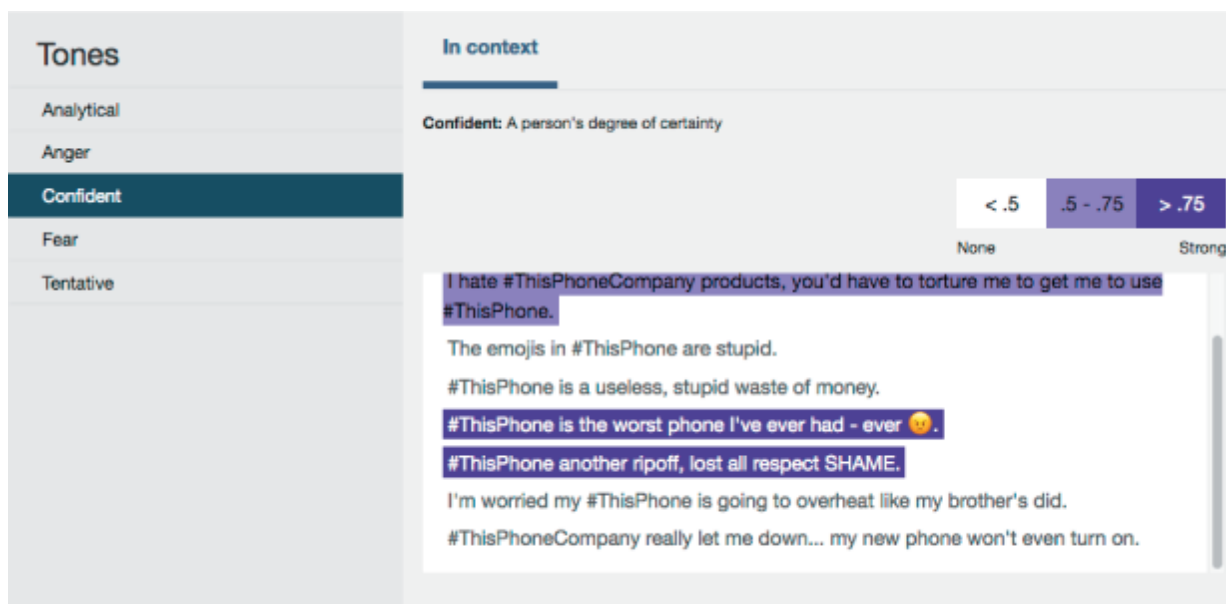 Tones
Analytical
Anger
Confident
Fear
Tentative
In context
Confident: A person's degree of certainty
< .5
.5 - .75
> .75
None
Strong
I hate #ThisPhoneCompany products, you'd have to torture me to get me to use
#ThisPhone.
The emojis in #ThisPhone are stupid.
#ThisPhone is a useless, stupid waste of money.
#ThisPhone is the worst phone I've ever had - ever 😠.
#ThisPhone another ripoff, lost all respect SHAME.
I'm worried my #ThisPhone is going to overheat like my brother's did.
#ThisPhoneCompany really let me down... my new phone won't even turn on.